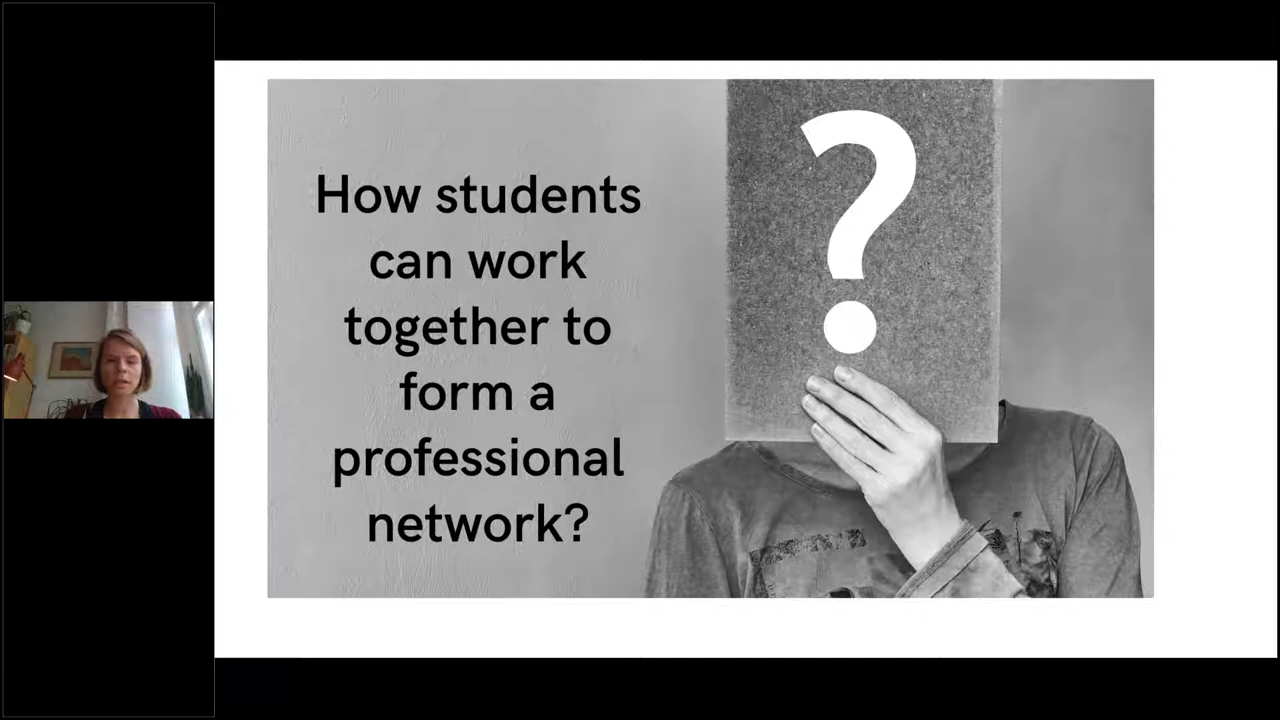 How students
can work
together to
form a
professional
network?
?